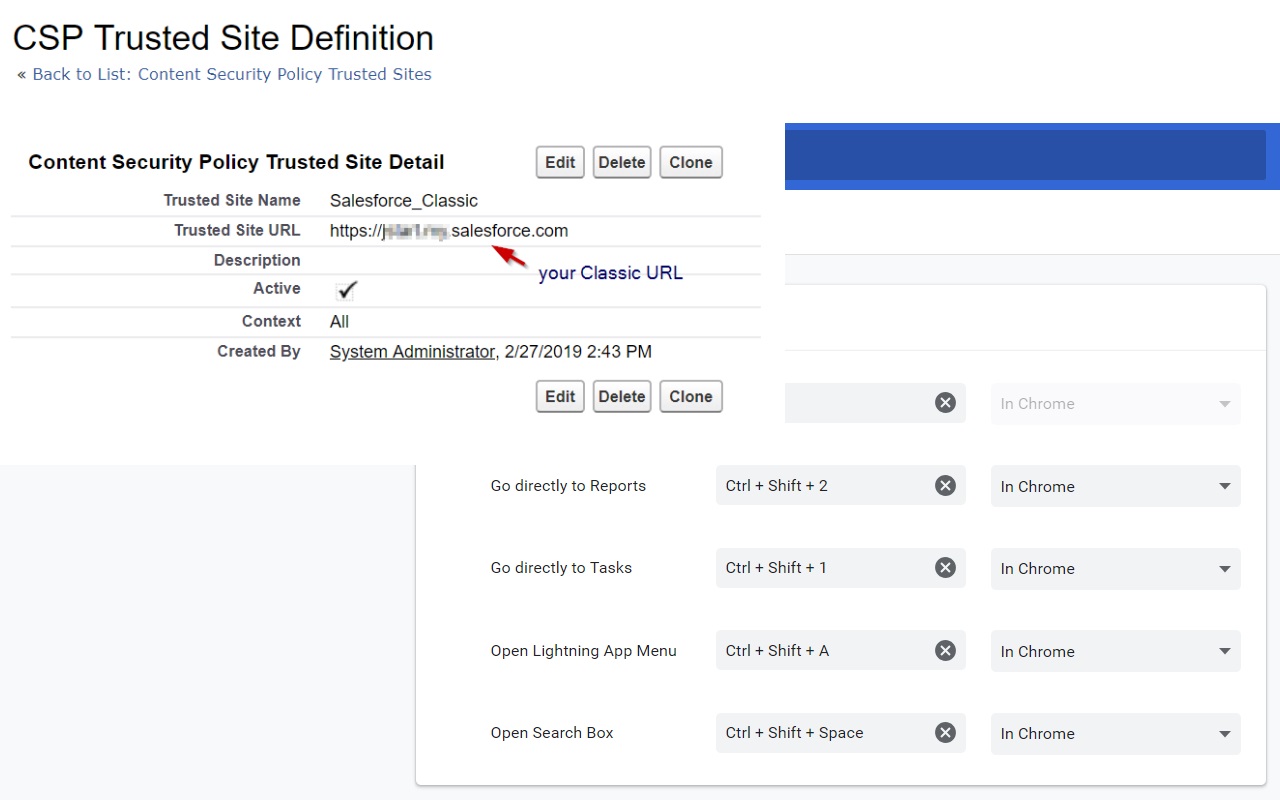 CSP Trusted Site Definition
« Back to List: Content Security Policy Trusted Sites
Content Security Policy Trusted Site Detail Edit Delete Clone
Trusted Site Name Salesforce_Classic
Trusted Site URL https:// .salesforce.com
your Classic URL
Description
Active
Context All
Created By System Administrator, 2/27/2019 2:43 PM
Edit Delete Clone
In Chrome
Go directly to Reports Ctrl + Shift + 2 In Chrome
Go directly to Tasks Ctrl + Shift + 1 In Chrome
Open Lightning App Menu Ctrl + Shift + A In Chrome
Open Search Box Ctrl + Shift + Space In Chrome